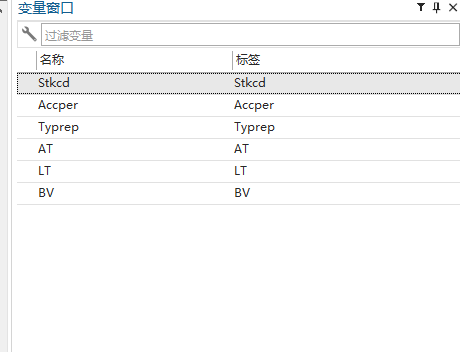 变量窗口
过滤变量
名称 标签
Stkcd Stkcd
Accper Accper
Typrep Typrep
AT AT
LT LT
BV BV